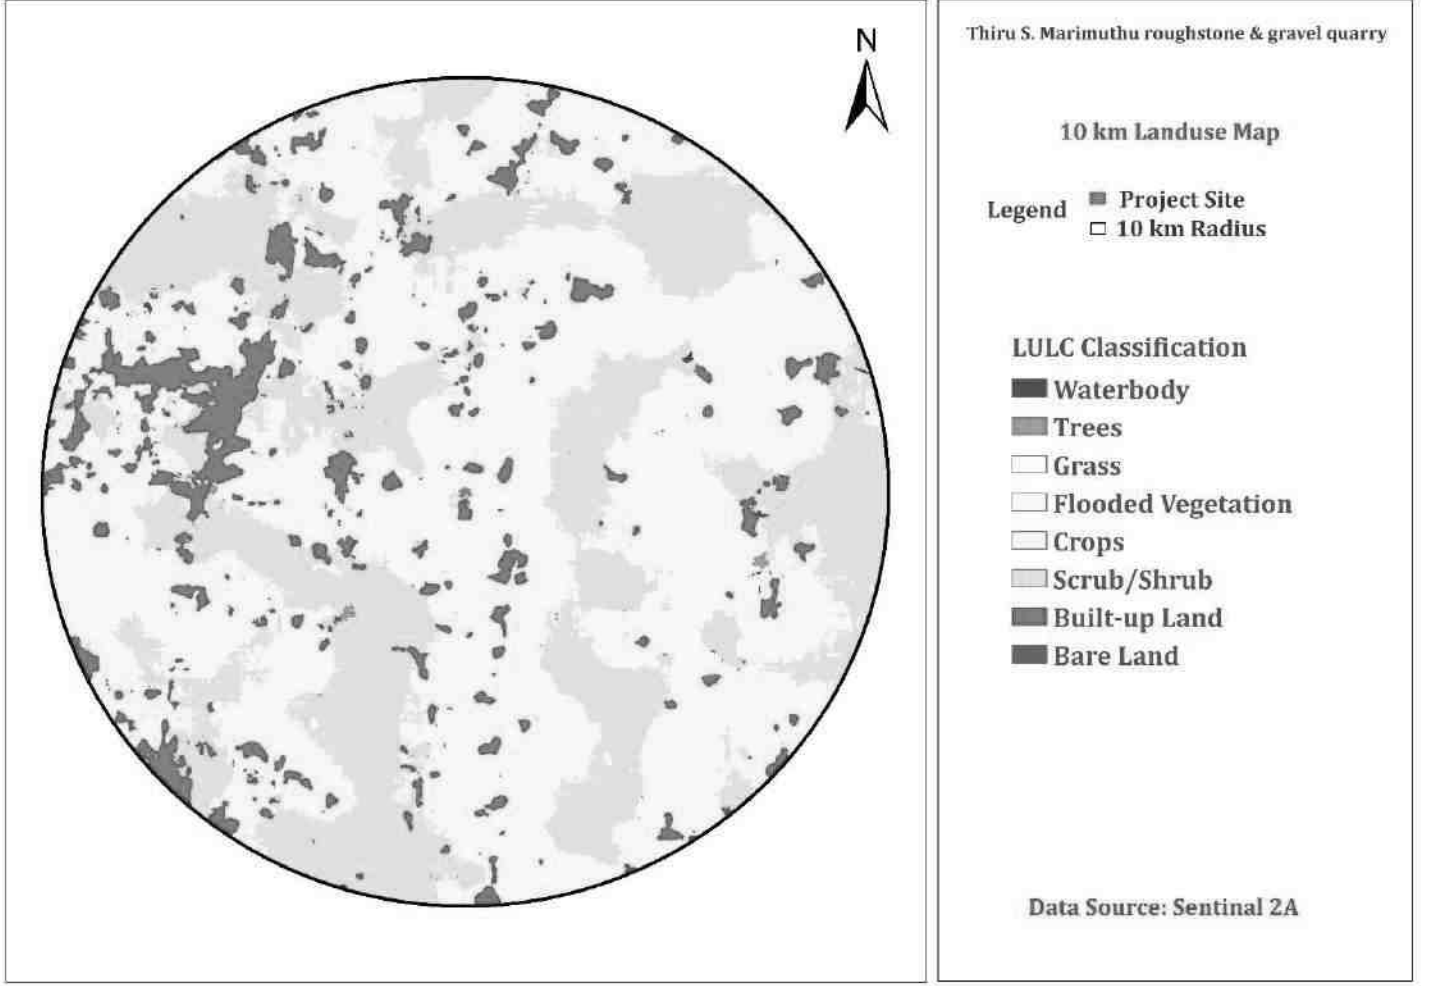 N
Thiru S. Marimuthu roughstone & gravel quarry
10 km Landuse Map
Legend
Project Site
10 km Radius
LULC Classification
Waterbody
Trees
Grass
Flooded Vegetation
Crops
Scrub/Shrub
Built-up Land
Bare Land
Data Source: Sentinal 2A